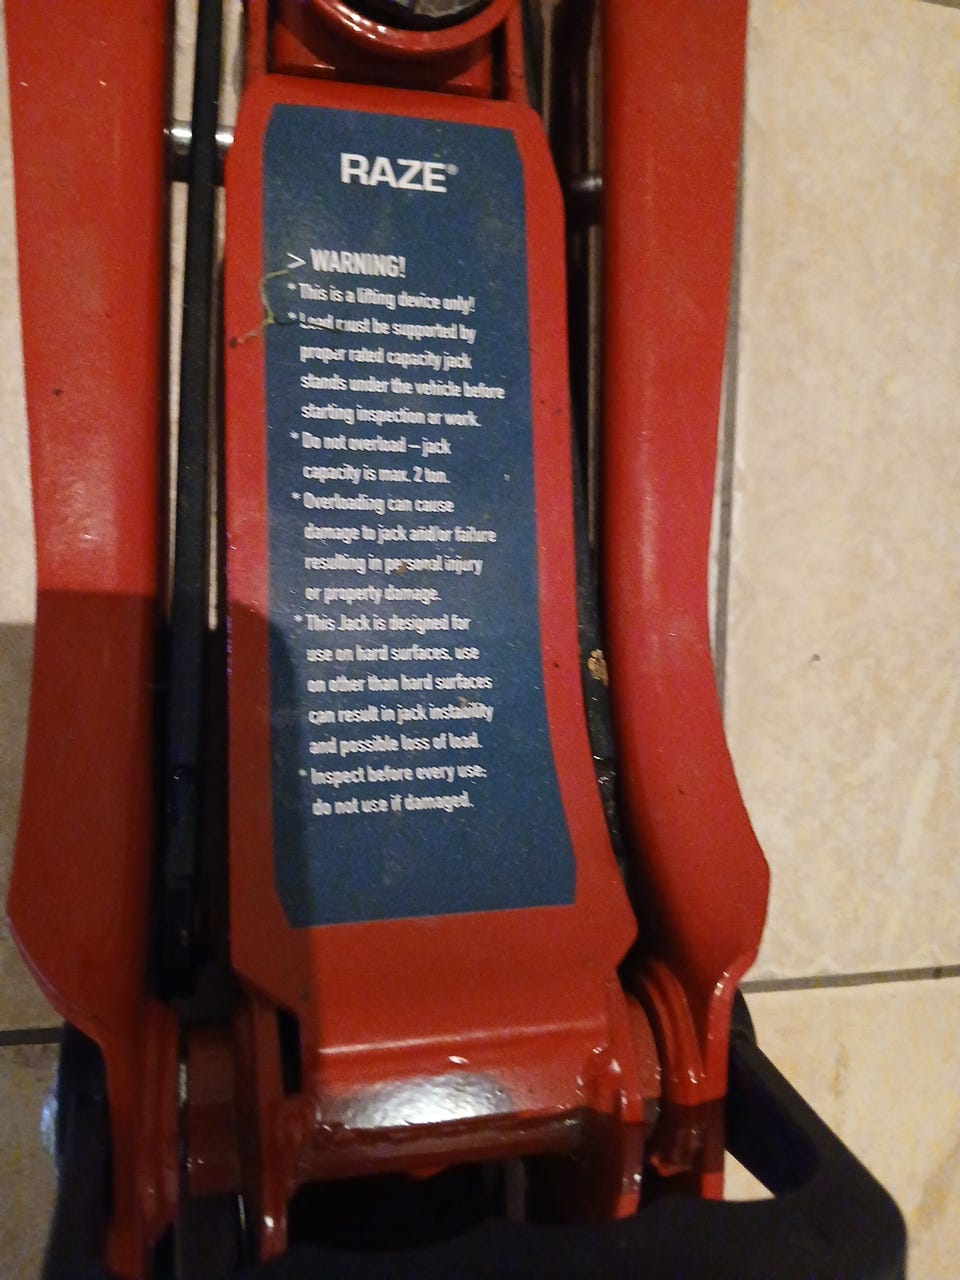 RAZE®
> WARNING!
* This is a lifting device only!
* Load must be supported by
proper rated capacity jack
stands under the vehicle before
starting inspection or work.
* Do not overload – jack
capacity is max. 2 ton.
* Overloading can cause
damage to jack and/or failure
resulting in personal injury
or property damage.
* This Jack is designed for
use on hard surfaces, use
on other than hard surfaces
can result in jack instability
and possible loss of load.
* Inspect before every use;
do not use if damaged.